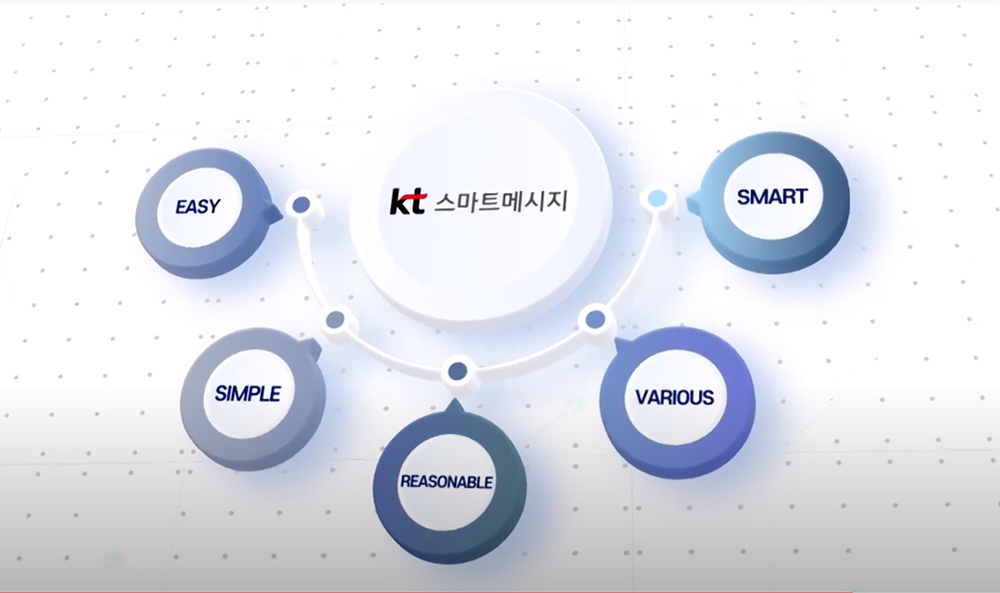 kt 스마트메시지
EASY
SIMPLE
REASONABLE
VARIOUS
SMART